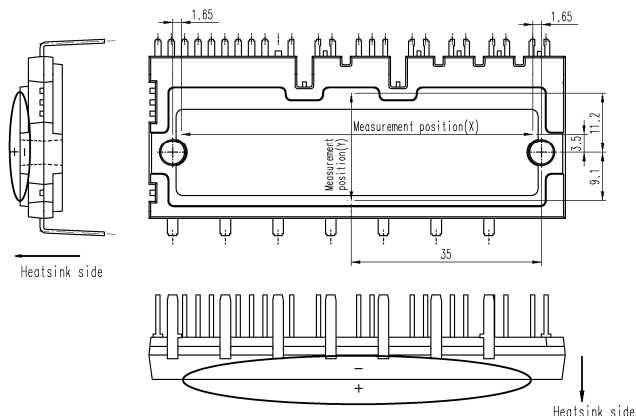 1.65
1.65
Measurement position(X)
Measurement
position(Y)
11.2
3.5
9.1
35
+ −
Heatsink side
−
+
Heatsink side